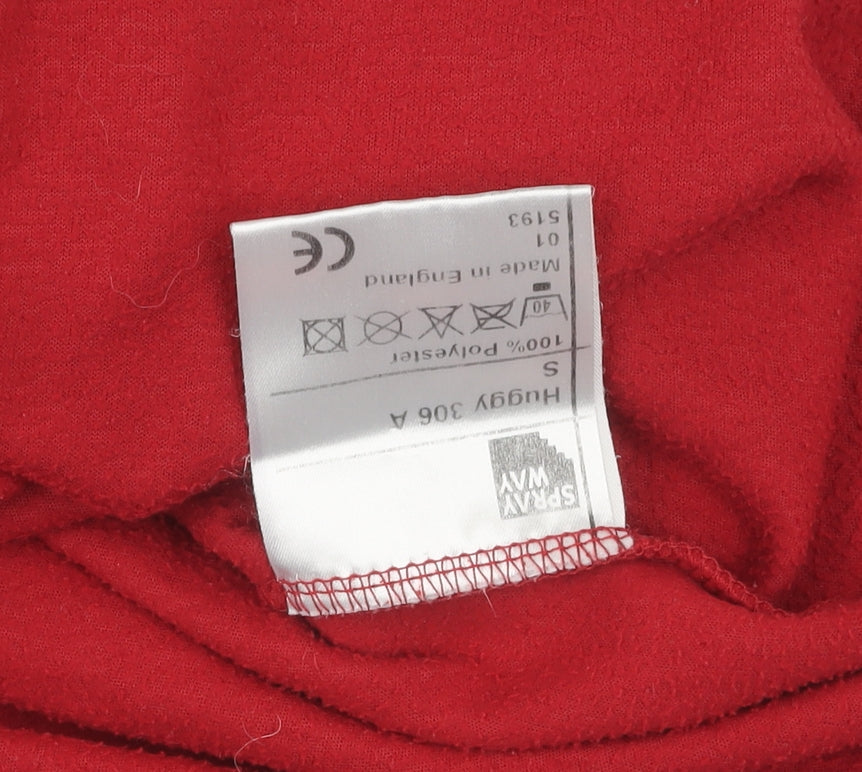 SPRAY
WAY
Huggy 306 A
S
100% Polyester
40
Made in England
01
5193
CE